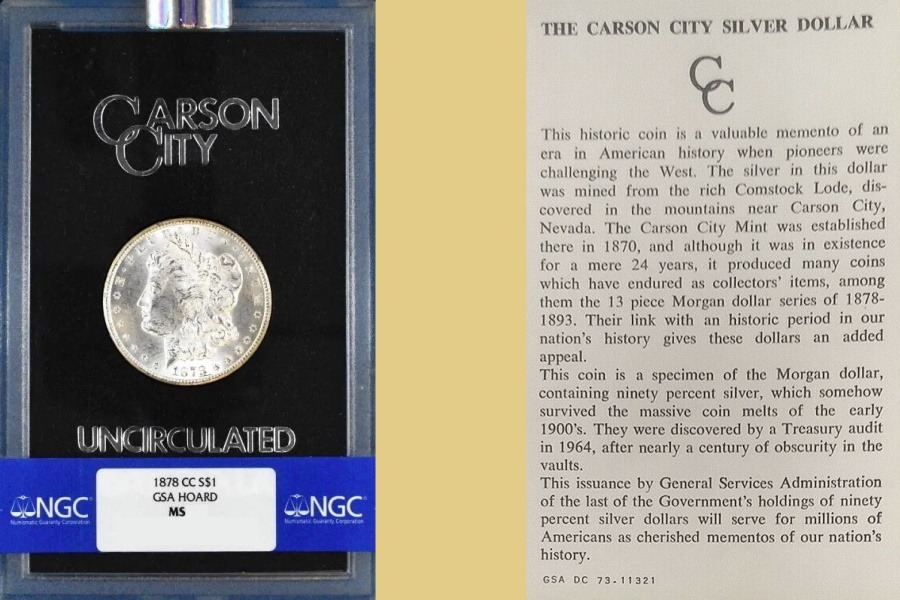 CARSON
CITY
1878
UNCIRCULATED
NGC
Numismatic Guaranty Corporation
1878 CC S$1
GSA HOARD
MS
NGC
Numismatic Guaranty Corporation
THE CARSON CITY SILVER DOLLAR
CC
This historic coin is a valuable memento of an
era in American history when pioneers were
challenging the West. The silver in this dollar
was mined from the rich Comstock Lode, dis-
covered in the mountains near Carson City,
Nevada. The Carson City Mint was established
there in 1870, and although it was in existence
for a mere 24 years, it produced many coins
which have endured as collectors' items, among
them the 13 piece Morgan dollar series of 1878-
1893. Their link with an historic period in our
nation's history gives these dollars an added
appeal.
This coin is a specimen of the Morgan dollar,
containing ninety percent silver, which somehow
survived the massive coin melts of the early
1900's. They were discovered by a Treasury audit
in 1964, after nearly a century of obscurity in the
vaults.
This issuance by General Services Administration
of the last of the Government's holdings of ninety
percent silver dollars will serve for millions of
Americans as cherished mementos of our nation's
history.
GSA DC 73-11321